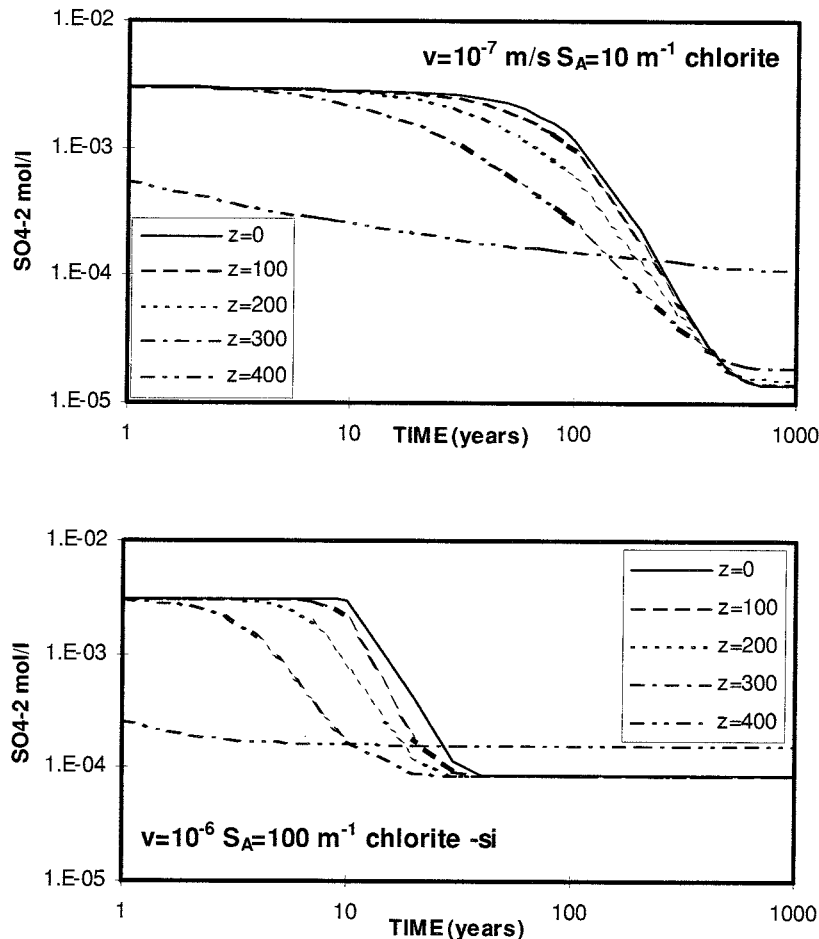 v=10-7 m/s SA=10 m-1 chlorite
1.E-02
1.E-03
1.E-04
1.E-05
SO4-2 mol/l
z=0
z=100
z=200
z=300
z=400
1
10
100
1000
TIME(years)
1.E-02
1.E-03
1.E-04
1.E-05
SO4-2 mol/l
z=0
z=100
z=200
z=300
z=400
v=10-6 SA=100 m-1 chlorite -si
1
10
100
1000
TIME(years)